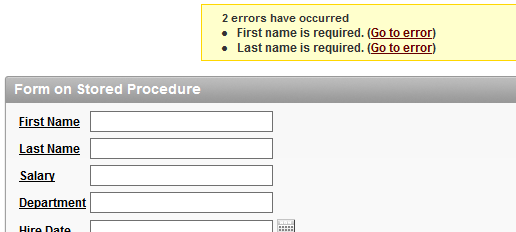 2 errors have occurred
• First name is required. (Go to error)
• Last name is required. (Go to error)
Form on Stored Procedure
First Name
Last Name
Salary
Department
Hire Date